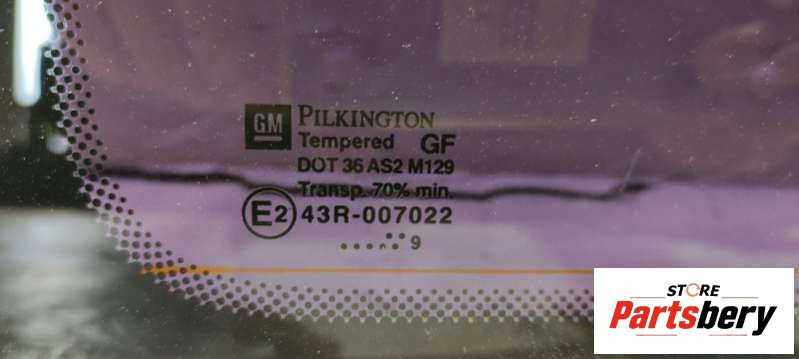 GM PILKINGTON
Tempered GF
DOT 36 AS2 M129
Transp. 70% min.
E2 43R-007022
9
STORE
Partsbery